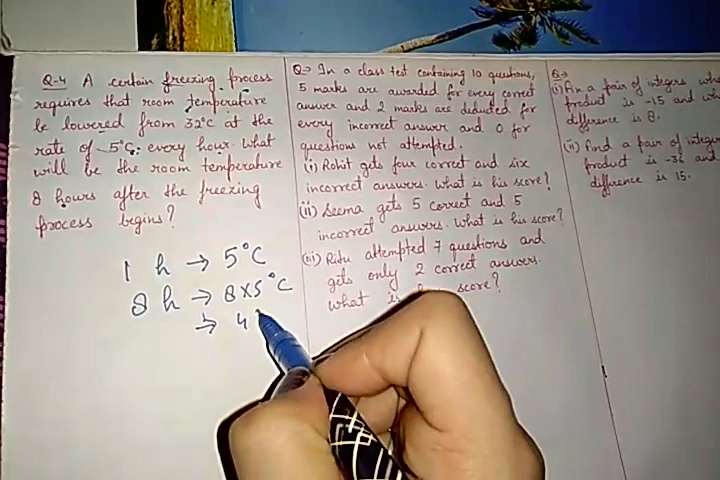 Q-4 A certain freezing process
requires that room temperature
be lowered from 32°C at the
rate of 5°C every hour. What
will be the room temperature
8 hours after the freezing
process begins?
1 h → 5°C
8 h → 8×5°C
→ 4
Q→ In a class test containing 10 questions,
5 marks are awarded for every correct
answer and 2 marks are deducted for
every incorrect answer and 0 for
questions not attempted.
(i) Rohit gets four correct and six
incorrect answers. What is his score?
(ii) Seema gets 5 correct and 5
incorrect answers. What is his score?
(iii) Ritu attempted 7 questions and
gets only 2 correct answers.
What is score?
Q→
(i) Find a pair of integers
product is -15 and
difference is 8.
(ii) Find a pair of integers
product is -36 and
difference is 15.